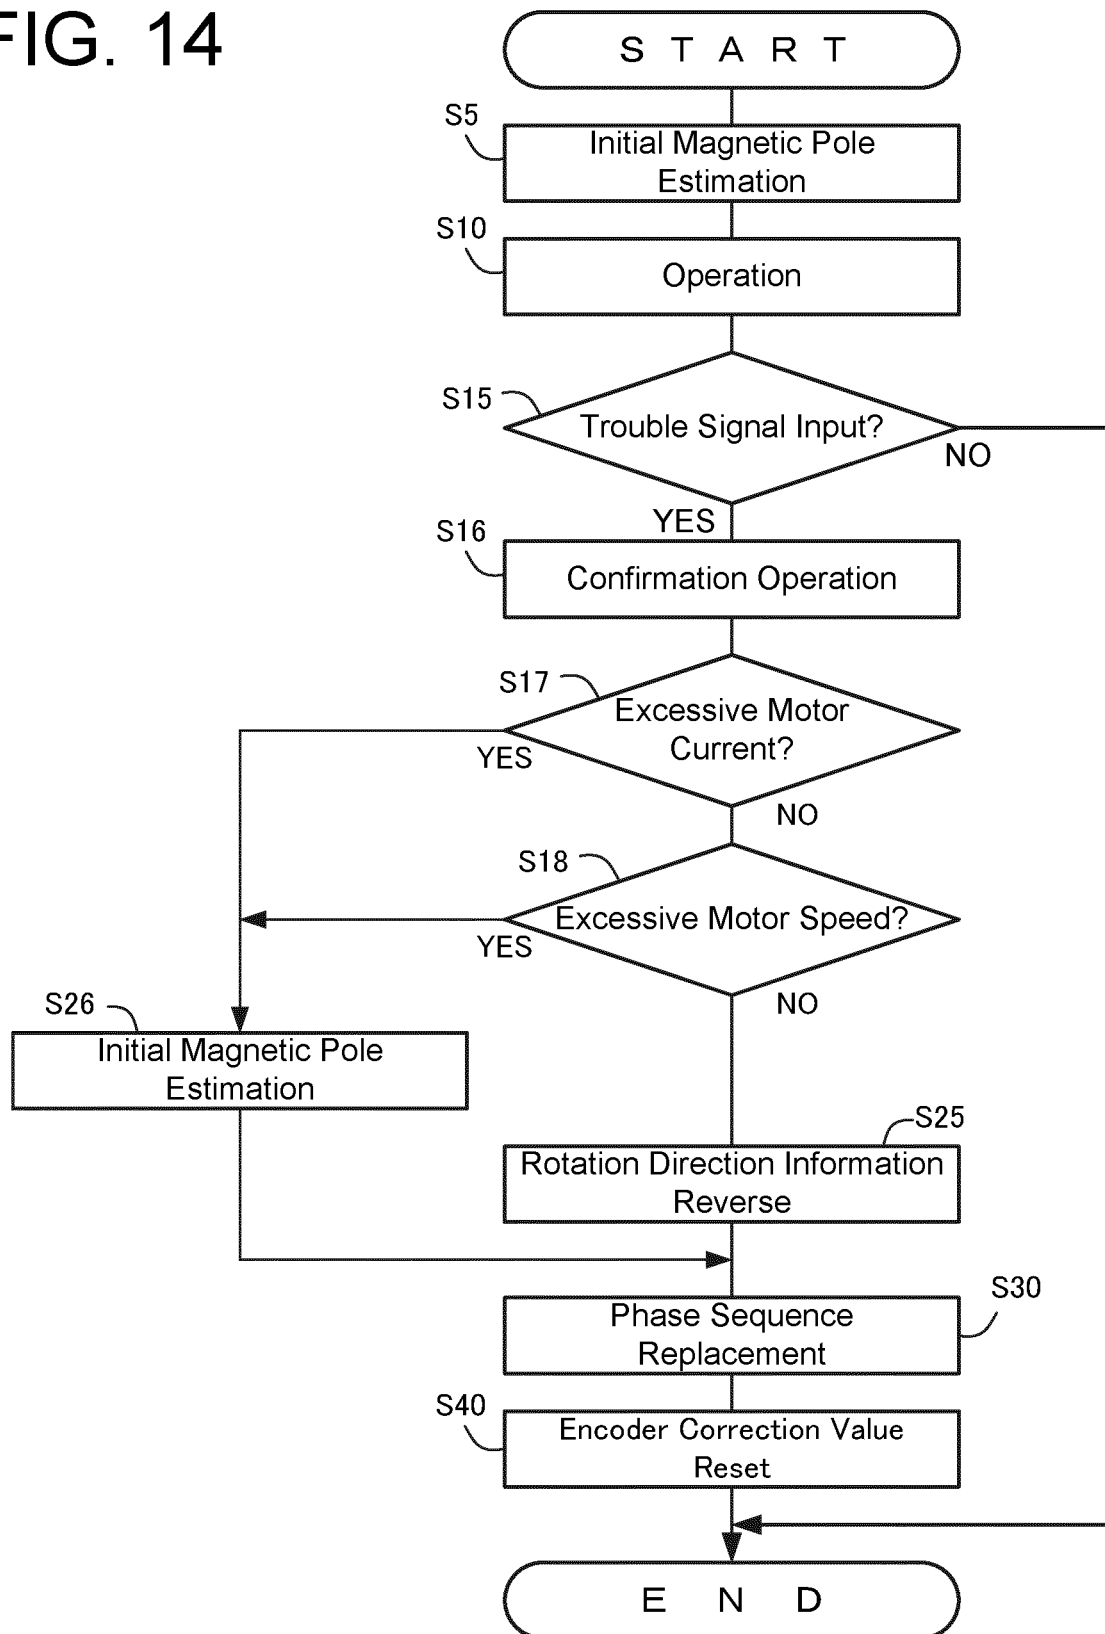 FIG. 14
START
S5
Initial Magnetic Pole
Estimation
S10
Operation
S15
Trouble Signal Input?
NO
YES
S16
Confirmation Operation
S17
Excessive Motor
Current?
YES
NO
S18
Excessive Motor Speed?
YES
NO
S26
Initial Magnetic Pole
Estimation
S25
Rotation Direction Information
Reverse
S30
Phase Sequence
Replacement
S40
Encoder Correction Value
Reset
END